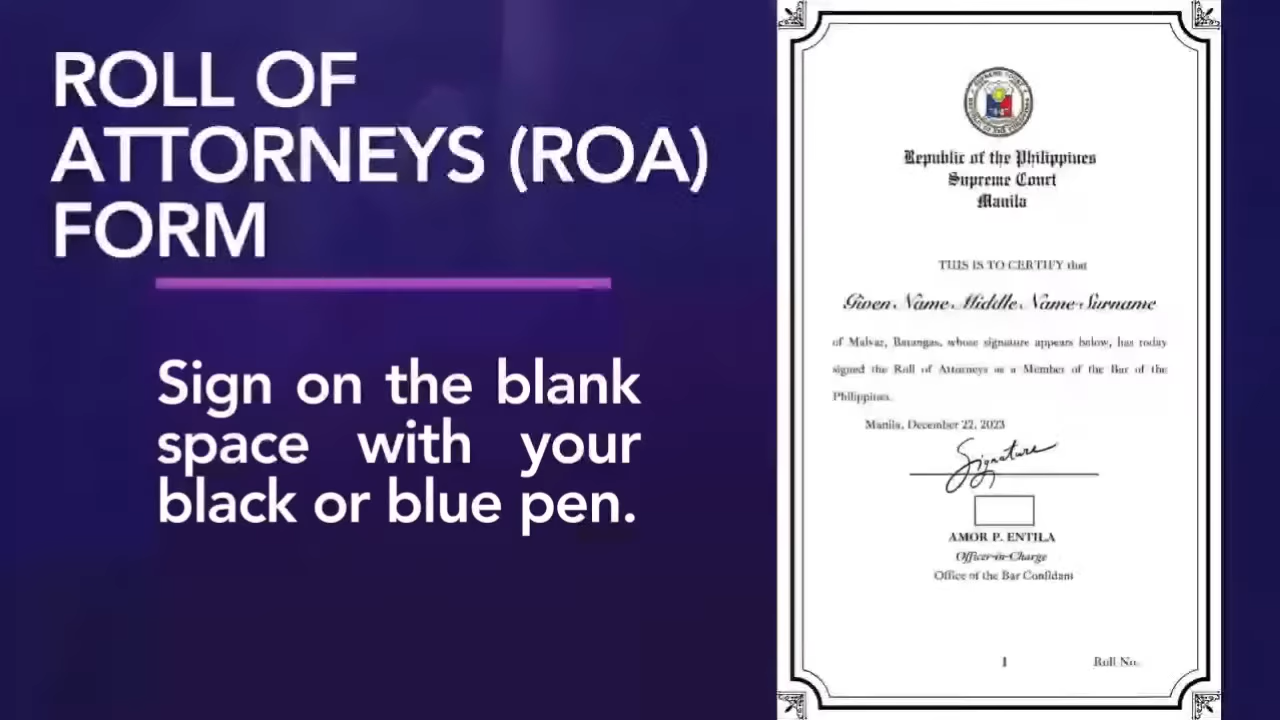 ROLL OF
ATTORNEYS (ROA)
FORM
Sign on the blank
space with your
black or blue pen.
Republic of the Philippines
Supreme Court
Manila
THIS IS TO CERTIFY that
Given Name Middle Name Surname
of Malvar, Batangas, whose signature appears below, has today
signed the Roll of Attorneys as a Member of the Bar of the
Philippines.
Manila, December 22, 2023
Signature
AMOR P. ENTILA
Officer-in-Charge
Office of the Bar Confidant
1 Roll No.